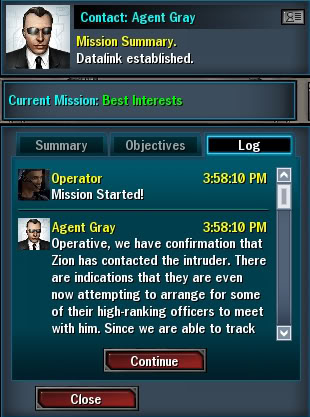 Contact: Agent Gray
Mission Summary.
Datalink established.
Current Mission: Best Interests
Summary Objectives Log
Operator 3:58:10 PM
Mission Started!
Agent Gray 3:58:10 PM
Operative, we have confirmation that
Zion has contacted the intruder. There
are indications that they are even
now attempting to arrange for some
of their high-ranking officers to meet
with him. Since we are able to track
Continue
Close